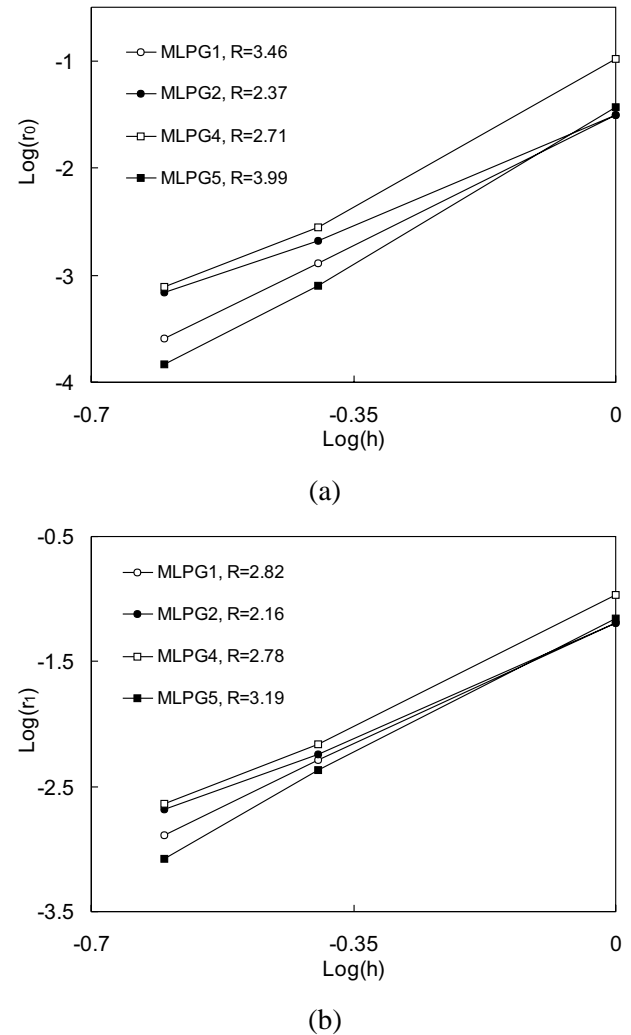 -1
-2
-3
-4
Log(r0)
MLPG1, R=3.46
MLPG2, R=2.37
MLPG4, R=2.71
MLPG5, R=3.99
-0.7
-0.35
0
Log(h)
(a)
-0.5
-1.5
-2.5
-3.5
Log(r1)
MLPG1, R=2.82
MLPG2, R=2.16
MLPG4, R=2.78
MLPG5, R=3.19
-0.7
-0.35
0
Log(h)
(b)